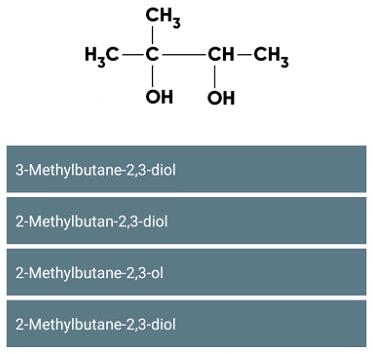 CH₃
H₃C—C—CH—CH₃
OH OH
3-Methylbutane-2,3-diol
2-Methylbutan-2,3-diol
2-Methylbutane-2,3-ol
2-Methylbutane-2,3-diol